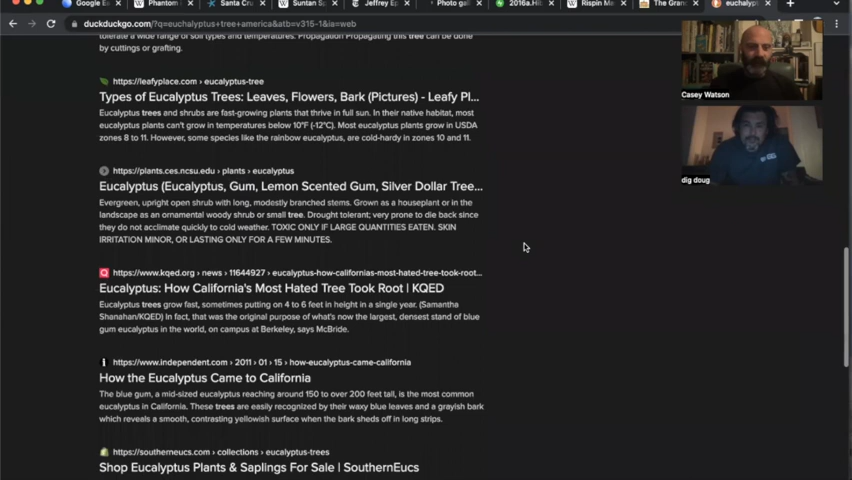 Google E
Phantom
Santa Cru
Suntan Sp
Jeffrey Ep
Photo gall
2016a.Hit
Rispin Me
The Gran
eucalyp
duckduckgo.com/?q=euchalyptus+tree+america&atb=v315-1&ia=web
tolerate a wide range of soil types and temperatures. Propagation Propagating this tree can be done
by cuttings or grafting.
https://leafyplace.com › eucalyptus-tree
Types of Eucalyptus Trees: Leaves, Flowers, Bark (Pictures) - Leafy Pl...
Eucalyptus trees and shrubs are fast-growing plants that thrive in full sun. In their native habitat, most
eucalyptus plants can't grow in temperatures below 10°F (-12°C). Most eucalyptus plants grow in USDA
zones 8 to 11. However, some species like the rainbow eucalyptus, are cold-hardy in zones 10 and 11.
https://plants.ces.ncsu.edu › plants › eucalyptus
Eucalyptus (Eucalyptus, Gum, Lemon Scented Gum, Silver Dollar Tree...
Evergreen, upright open shrub with long, modestly branched stems. Grown as a houseplant or in the
landscape as an ornamental woody shrub or small tree. Drought tolerant; very prone to die back since
they do not acclimate quickly to cold weather. TOXIC ONLY IF LARGE QUANTITIES EATEN. SKIN
IRRITATION MINOR, OR LASTING ONLY FOR A FEW MINUTES.
https://www.kqed.org › news › 11644927 › eucalyptus-how-californias-most-hated-tree-took-root...
Eucalyptus: How California's Most Hated Tree Took Root | KQED
Eucalyptus trees grow fast, sometimes putting on 4 to 6 feet in height in a single year. (Samantha
Shanahan/KQED) In fact, that was the original purpose of what's now the largest, densest stand of blue
gum eucalyptus in the world, on campus at Berkeley, says McBride.
https://www.independent.com › 2011 › 01 › 15 › how-eucalyptus-came-california
How the Eucalyptus Came to California
The blue gum, a mid-sized eucalyptus reaching around 150 to over 200 feet tall, is the most common
eucalyptus in California. These trees are easily recognized by their waxy blue leaves and a grayish bark
which reveals a smooth, contrasting yellowish surface when the bark sheds off in long strips.
https://southerneucs.com › collections › eucalyptus-trees
Shop Eucalyptus Plants & Saplings For Sale | SouthernEucs
Casey Watson
dig doug